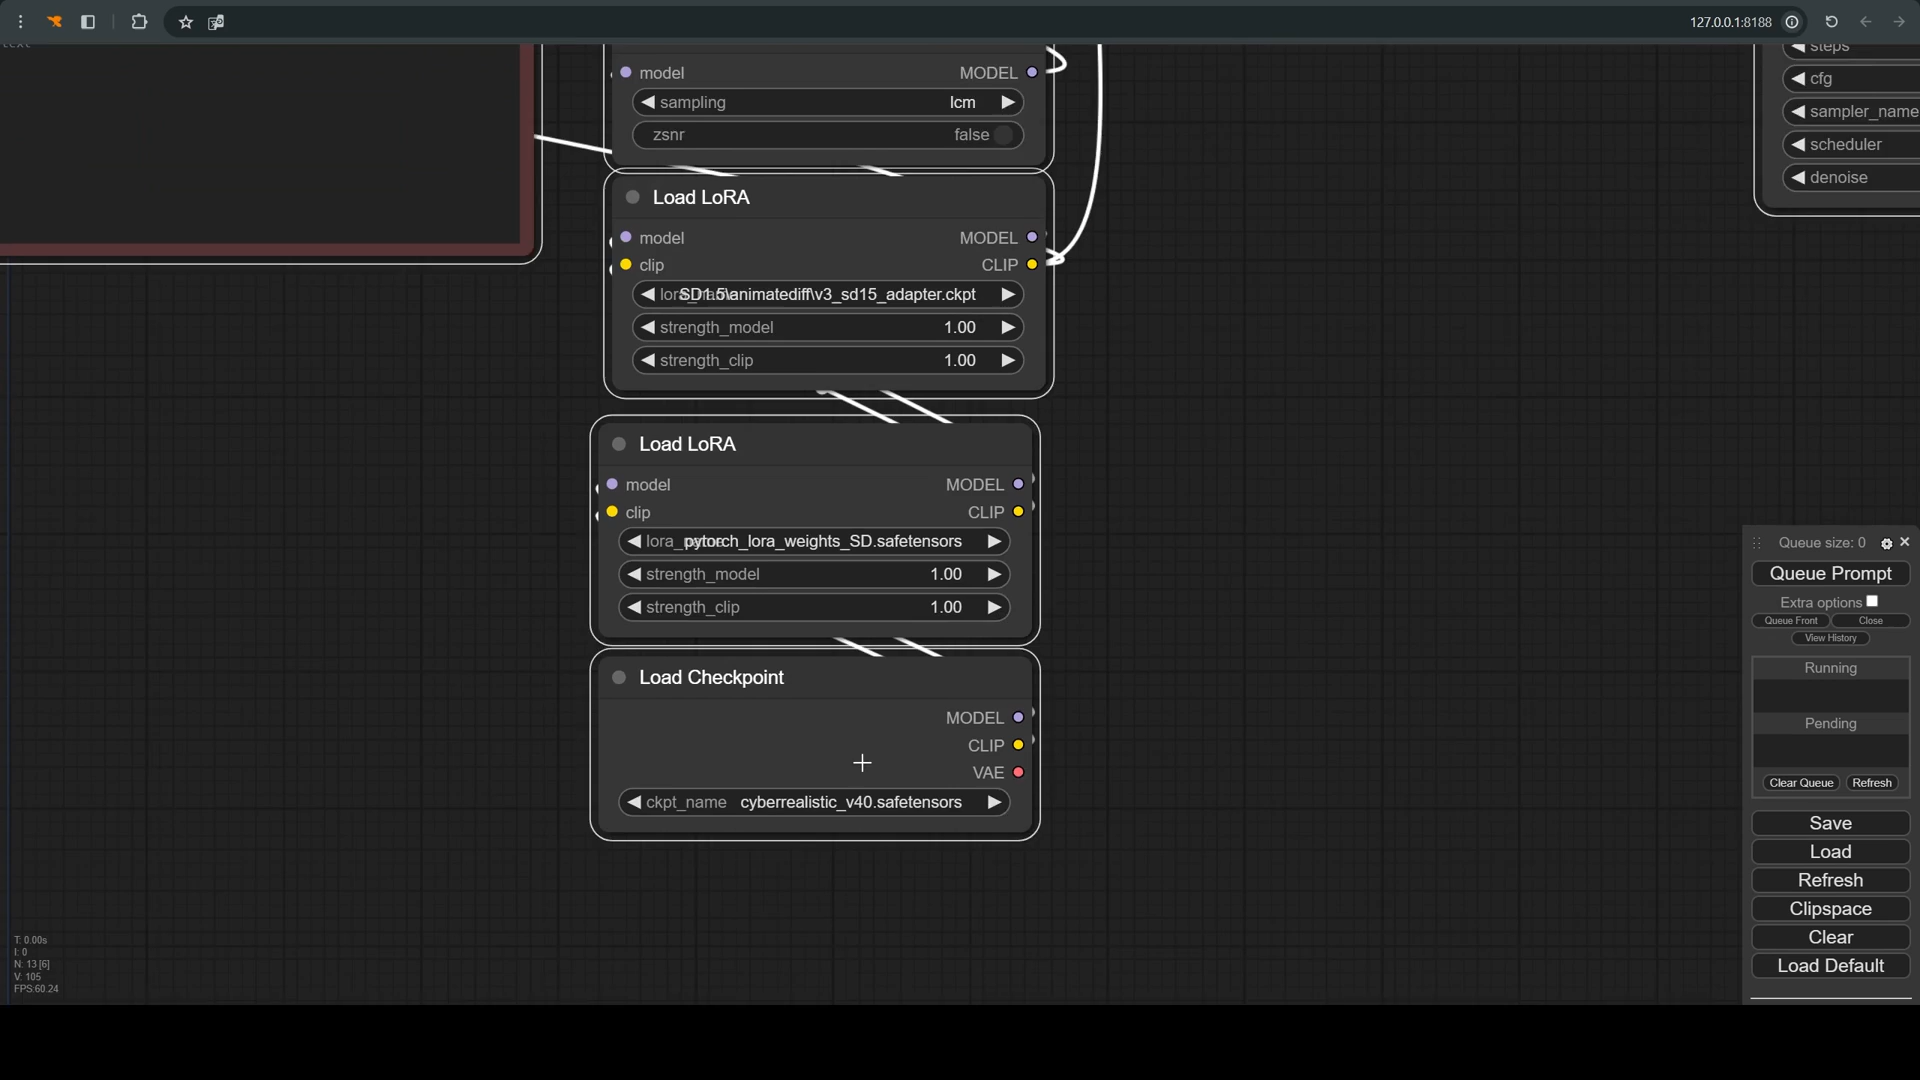 127.0.0.1:8188
text
model MODEL
sampling lcm
zsnr false
Load LoRA
model MODEL
clip CLIP
SD1.5\animatediff\v3_sd15_adapter.ckpt
strength_model 1.00
strength_clip 1.00
Load LoRA
model MODEL
clip CLIP
pytorch_lora_weights_SD.safetensors
strength_model 1.00
strength_clip 1.00
Load Checkpoint
MODEL
CLIP
VAE
ckpt_name cyberrealistic_v40.safetensors
steps
cfg
sampler_name
scheduler
denoise
Queue size: 0
Queue Prompt
Extra options
Queue Front Close
View History
Running
Pending
Clear Queue Refresh
Save
Load
Refresh
Clipspace
Clear
Load Default
T: 0.00s
I: 0
N: 13 [6]
V: 105
FPS:60.24